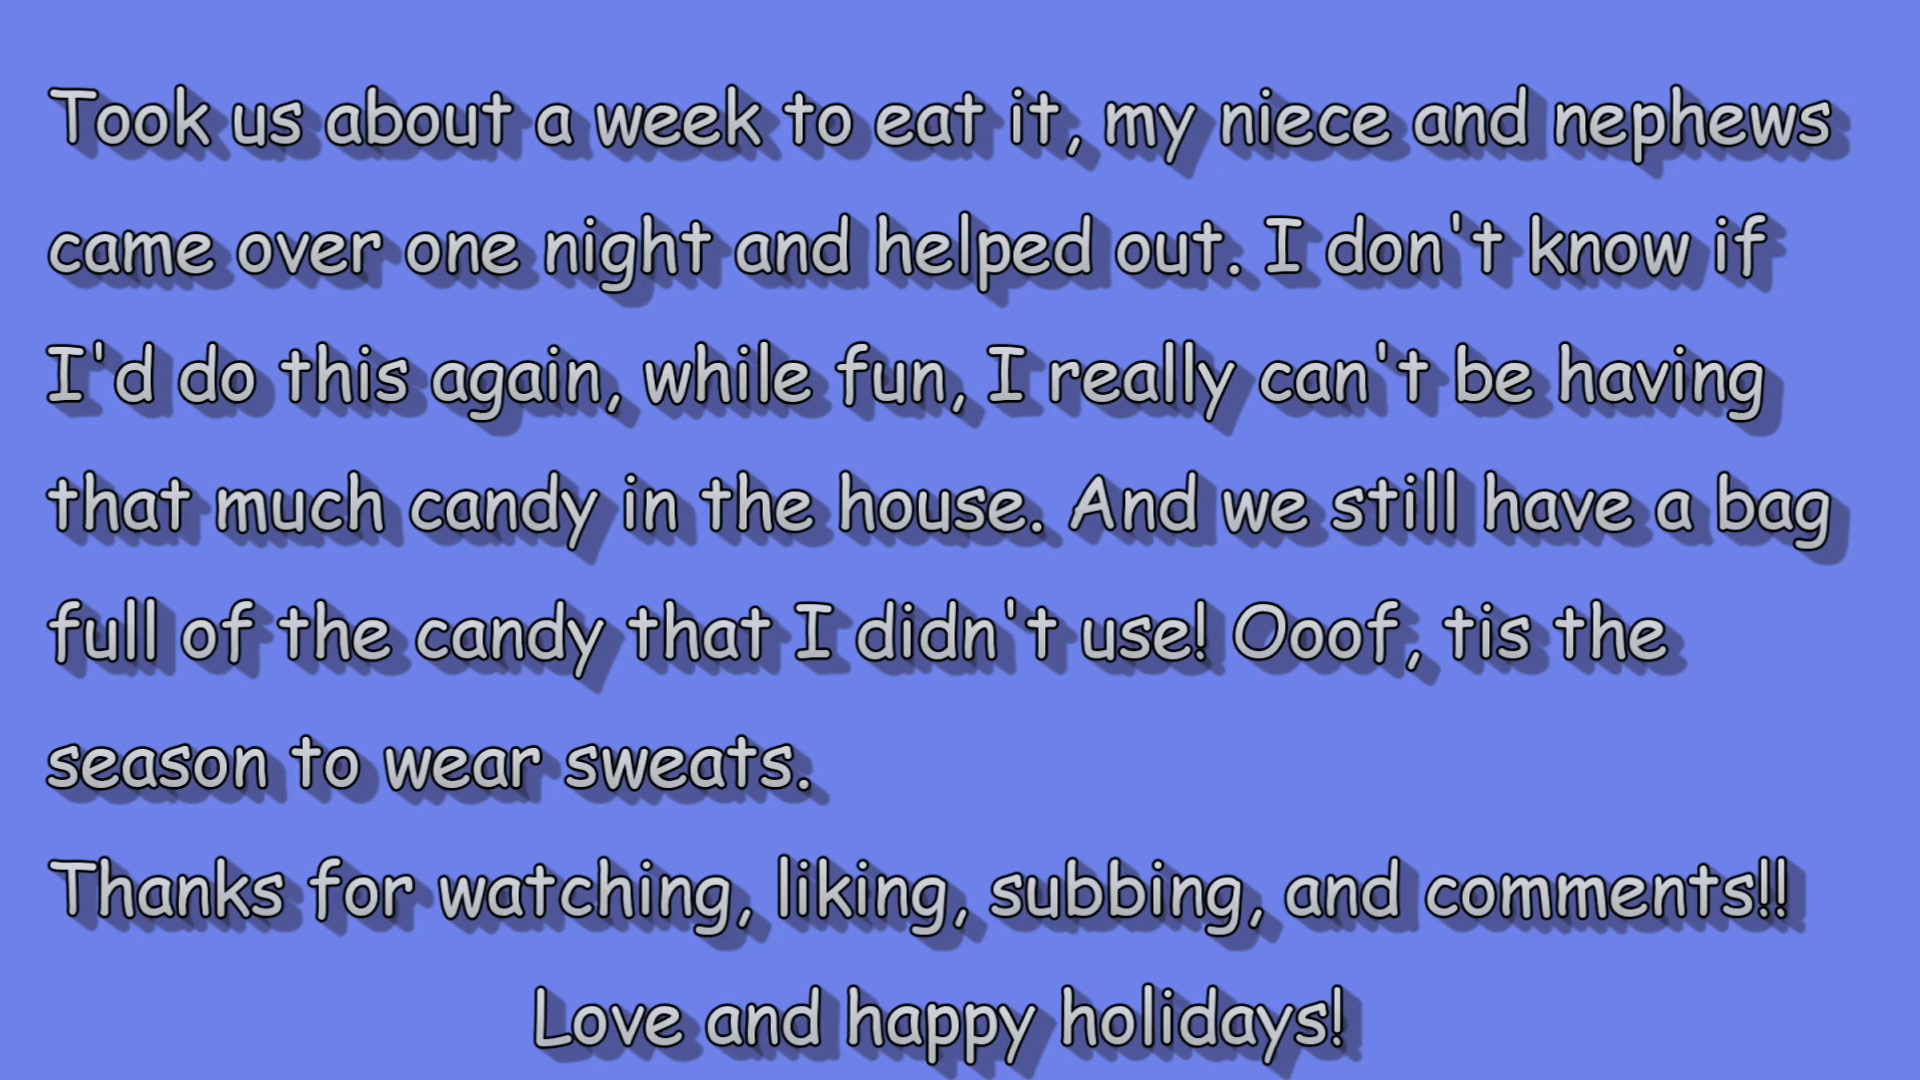 Took us about a week to eat it, my niece and nephews
came over one night and helped out. I don't know if
I'd do this again, while fun, I really can't be having
that much candy in the house. And we still have a bag
full of the candy that I didn't use! Ooof, tis the
season to wear sweats.
Thanks for watching, liking, subbing, and comments!!
Love and happy holidays!